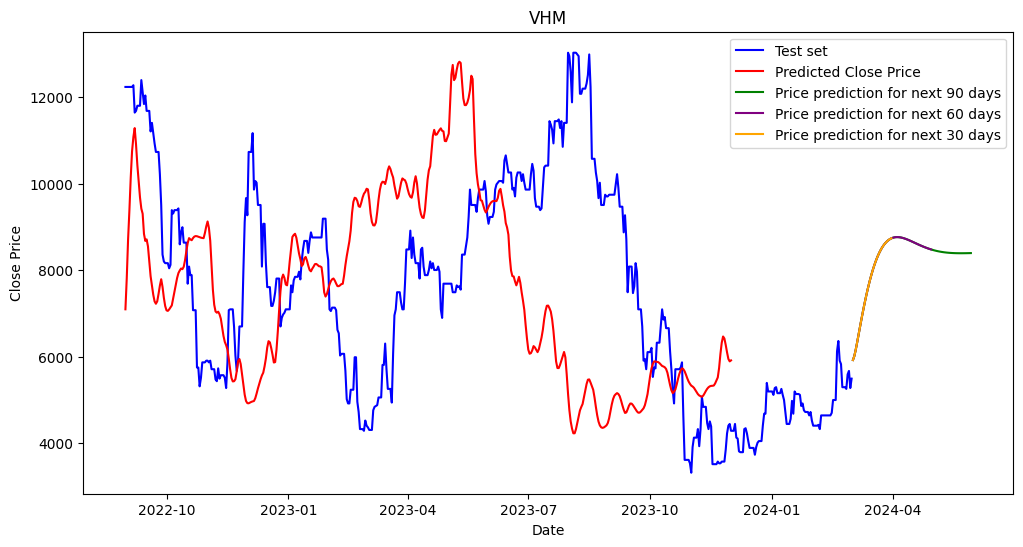 VHM
Test set
Predicted Close Price
Price prediction for next 90 days
Price prediction for next 60 days
Price prediction for next 30 days
Close Price
12000
10000
8000
6000
4000
2022-10 2023-01 2023-04 2023-07 2023-10 2024-01 2024-04
Date